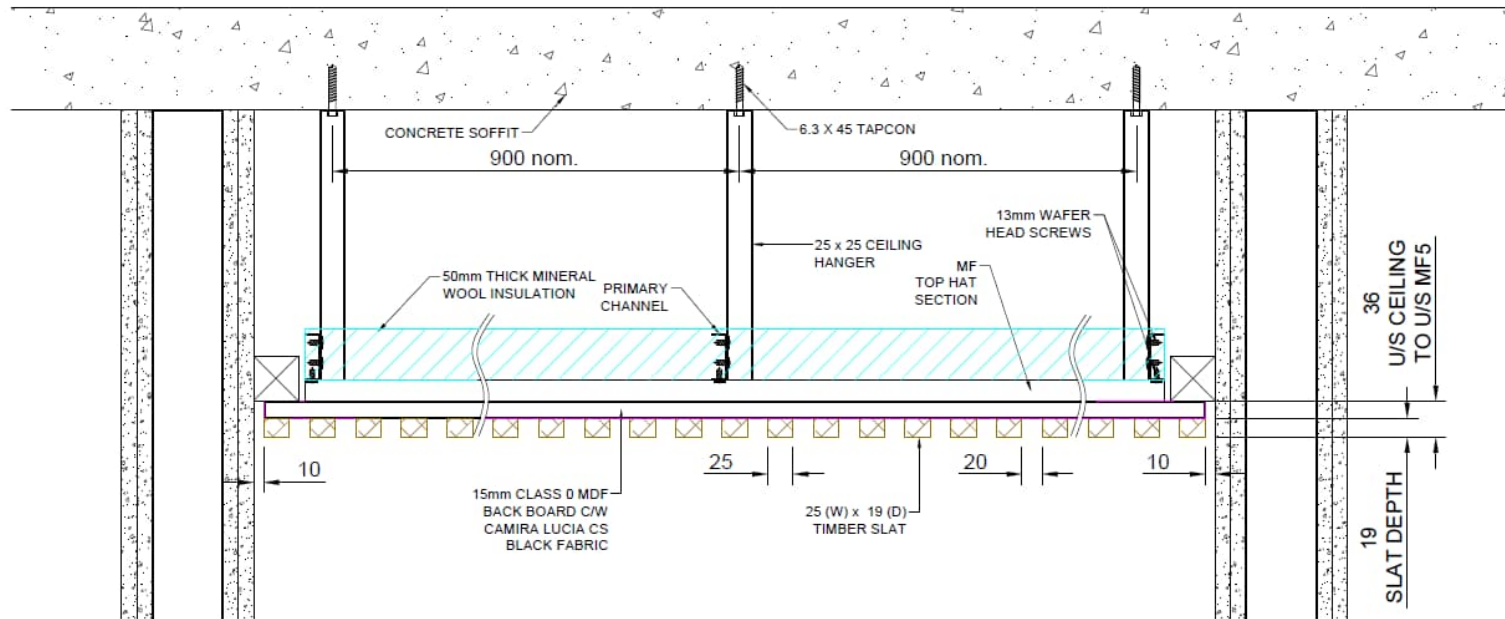 CONCRETE SOFFIT
6.3 X 45 TAPCON
900 nom.
900 nom.
13mm WAFER
HEAD SCREWS
25 x 25 CEILING
HANGER
MF
TOP HAT
SECTION
50mm THICK MINERAL
WOOL INSULATION
PRIMARY
CHANNEL
36
U/S CEILING
TO U/S MF5
10
25
20
10
15mm CLASS 0 MDF
BACK BOARD C/W
CAMIRA LUCIA CS
BLACK FABRIC
25 (W) x 19 (D)
TIMBER SLAT
19
SLAT DEPTH